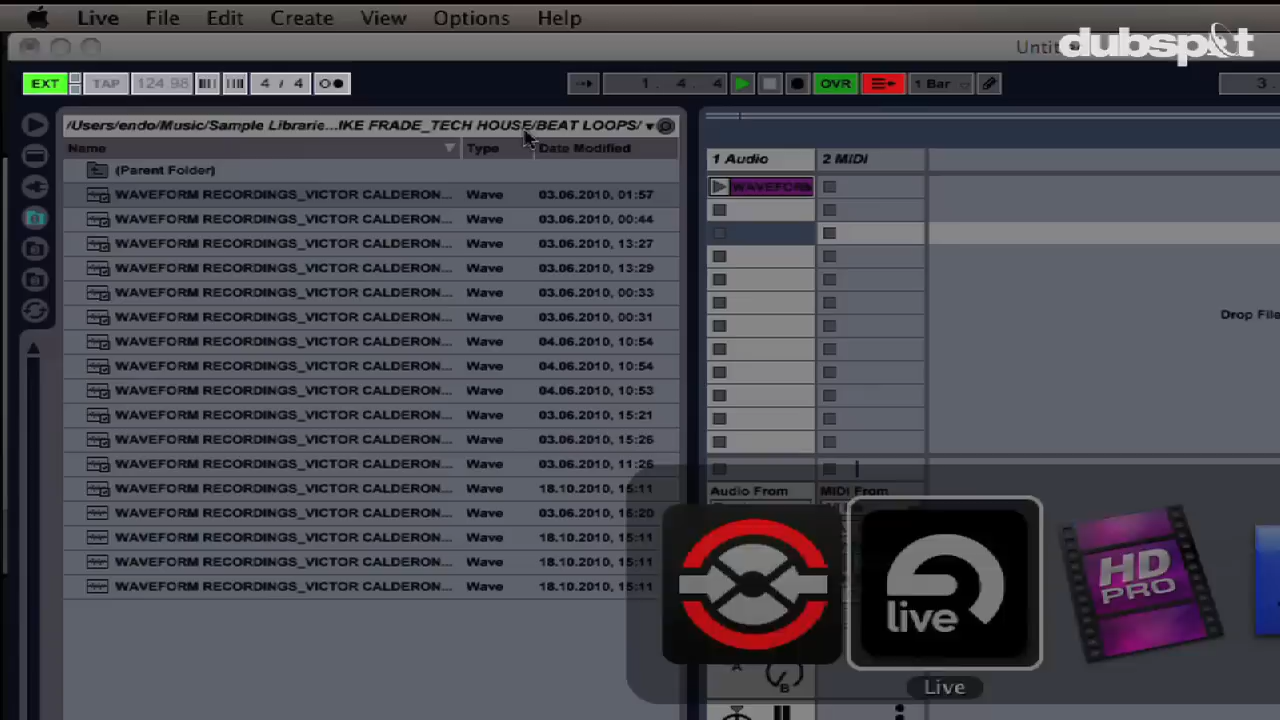 Live File Edit Create View Options Help
dubspot
EXT TAP 124.98 4 / 4 1. 4. 4 OVR 1 Bar 3.
/Users/endo/Music/Sample Librarie...IKE FRADE_TECH HOUSE/BEAT LOOPS/
Name Type Date Modified
(Parent Folder)
WAVEFORM RECORDINGS_VICTOR CALDERON... Wave 03.06.2010, 01:57
WAVEFORM RECORDINGS_VICTOR CALDERON... Wave 03.06.2010, 00:44
WAVEFORM RECORDINGS_VICTOR CALDERON... Wave 03.06.2010, 13:27
WAVEFORM RECORDINGS_VICTOR CALDERON... Wave 03.06.2010, 13:29
WAVEFORM RECORDINGS_VICTOR CALDERON... Wave 03.06.2010, 00:33
WAVEFORM RECORDINGS_VICTOR CALDERON... Wave 03.06.2010, 00:31
WAVEFORM RECORDINGS_VICTOR CALDERON... Wave 04.06.2010, 10:54
WAVEFORM RECORDINGS_VICTOR CALDERON... Wave 04.06.2010, 10:54
WAVEFORM RECORDINGS_VICTOR CALDERON... Wave 04.06.2010, 10:53
WAVEFORM RECORDINGS_VICTOR CALDERON... Wave 03.06.2010, 15:21
WAVEFORM RECORDINGS_VICTOR CALDERON... Wave 03.06.2010, 15:26
WAVEFORM RECORDINGS_VICTOR CALDERON... Wave 03.06.2010, 11:26
WAVEFORM RECORDINGS_VICTOR CALDERON... Wave 18.10.2010, 15:11
WAVEFORM RECORDINGS_VICTOR CALDERON... Wave 03.06.2010, 15:20
WAVEFORM RECORDINGS_VICTOR CALDERON... Wave 18.10.2010, 15:11
WAVEFORM RECORDINGS_VICTOR CALDERON... Wave 18.10.2010, 15:11
WAVEFORM RECORDINGS_VICTOR CALDERON... Wave 18.10.2010, 15:11
1 Audio 2 MIDI
WAVEFORM
Drop File
Audio From MIDI From
live
HD
PRO
A
B
Live